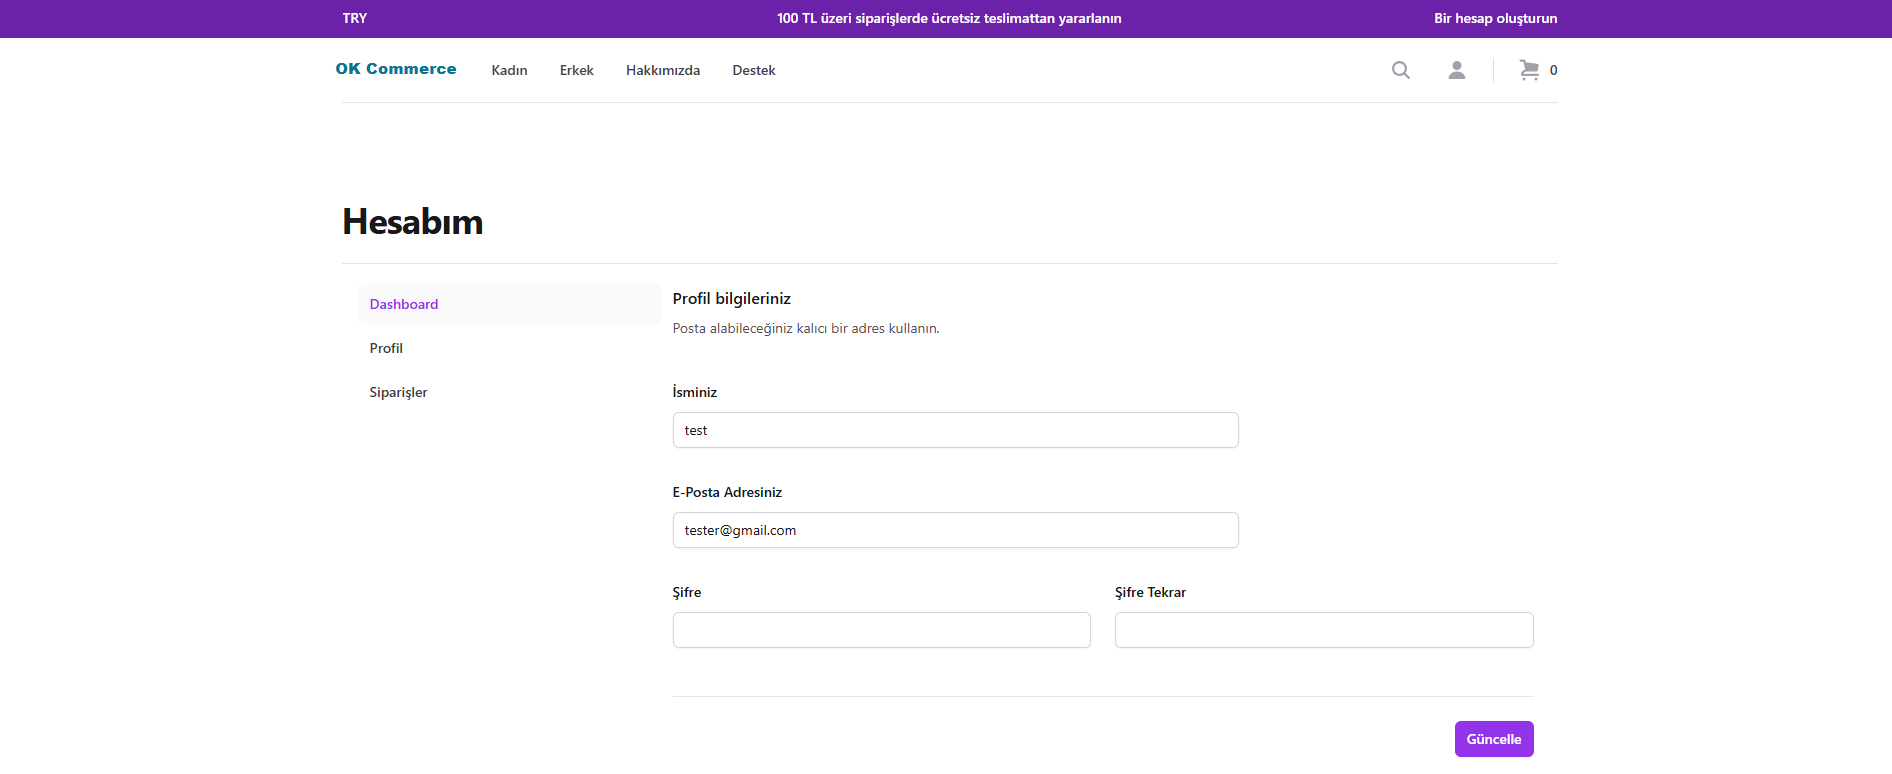 TRY
100 TL üzeri siparişlerde ücretsiz teslimattan yararlanın
Bir hesap oluşturun
OK Commerce
Kadın
Erkek
Hakkımızda
Destek
0
Hesabım
Dashboard
Profil
Siparişler
Profil bilgileriniz
Posta alabileceğiniz kalıcı bir adres kullanın.
İsminiz
test
E-Posta Adresiniz
tester@gmail.com
Şifre
Şifre Tekrar
Güncelle